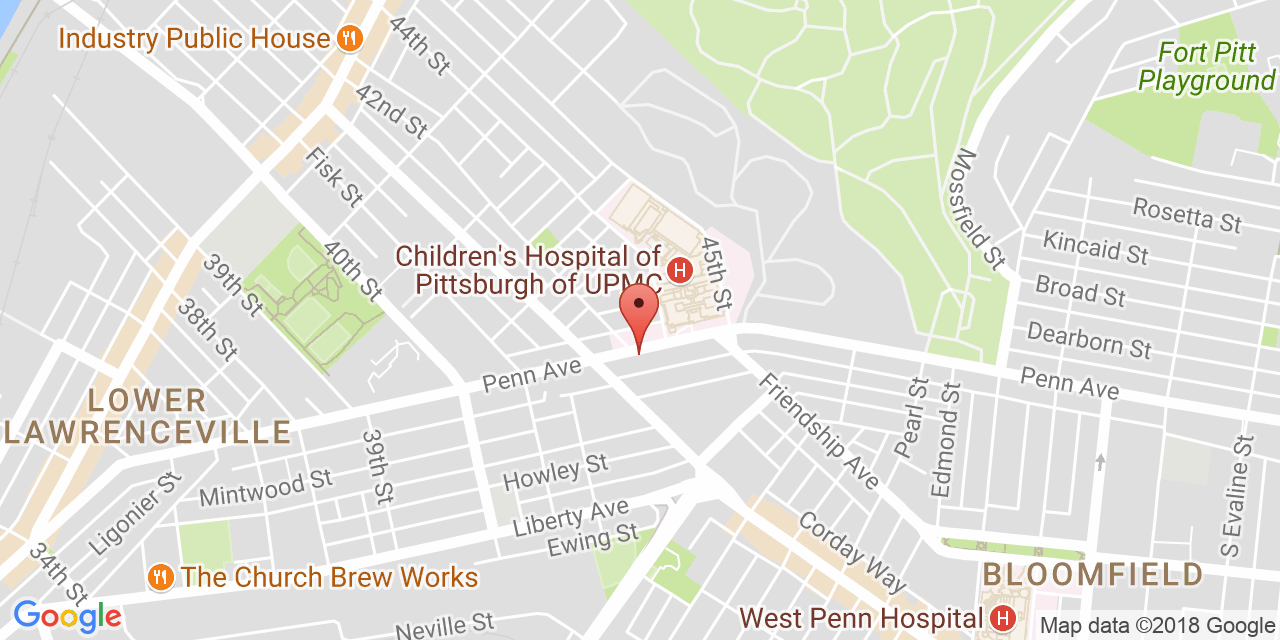 Industry Public House
44th St
42nd St
Fisk St
Fort Pitt
Playground
Mossfield St
Rosetta St
Kincaid St
Broad St
Dearborn St
Children's Hospital of
Pittsburgh of UPMC
H
45th St
40th St
39th St
38th St
Penn Ave
Penn Ave
LOWER
LAWRENCEVILLE
Friendship Ave
Pearl St
Edmond St
S Evaline St
39th St
Howley St
Mintwood St
Ligonier St
Liberty Ave
Ewing St
Corday Way
34th St
The Church Brew Works
BLOOMFIELD
Neville St
West Penn Hospital
H
Google
Map data ©2018 Google